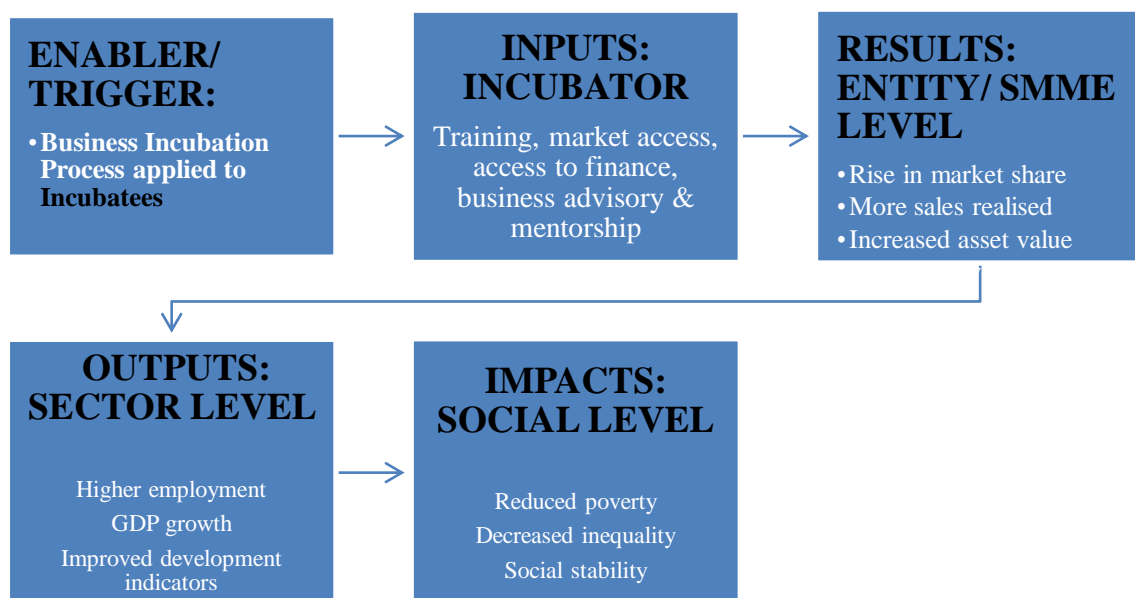 ENABLER/
TRIGGER:
•Business Incubation
Process applied to
Incubatees
INPUTS:
INCUBATOR
Training, market access,
access to finance,
business advisory &
mentorship
RESULTS:
ENTITY/ SMME
LEVEL
•Rise in market share
•More sales realised
•Increased asset value
OUTPUTS:
SECTOR LEVEL
Higher employment
GDP growth
Improved development
indicators
IMPACTS:
SOCIAL LEVEL
Reduced poverty
Decreased inequality
Social stability